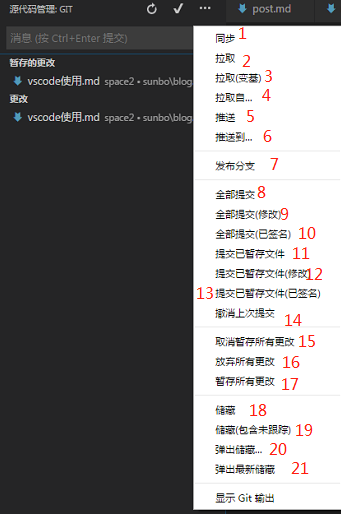 源代码管理: GIT
post.md
消息 (按 Ctrl+Enter 提交)
暂存的更改
vscode使用.md space2 • sunbo\blog
更改
vscode使用.md space2 • sunbo\blog
同步 1
拉取 2
拉取(变基) 3
拉取自... 4
推送 5
推送到... 6
发布分支 7
全部提交 8
全部提交(修改) 9
全部提交(已签名) 10
提交已暂存文件 11
提交已暂存文件(修改) 12
13 提交已暂存文件(已签名)
撤消上次提交 14
取消暂存所有更改 15
放弃所有更改 16
暂存所有更改 17
储藏 18
储藏(包含未跟踪) 19
弹出储藏... 20
弹出最新储藏 21
显示 Git 输出